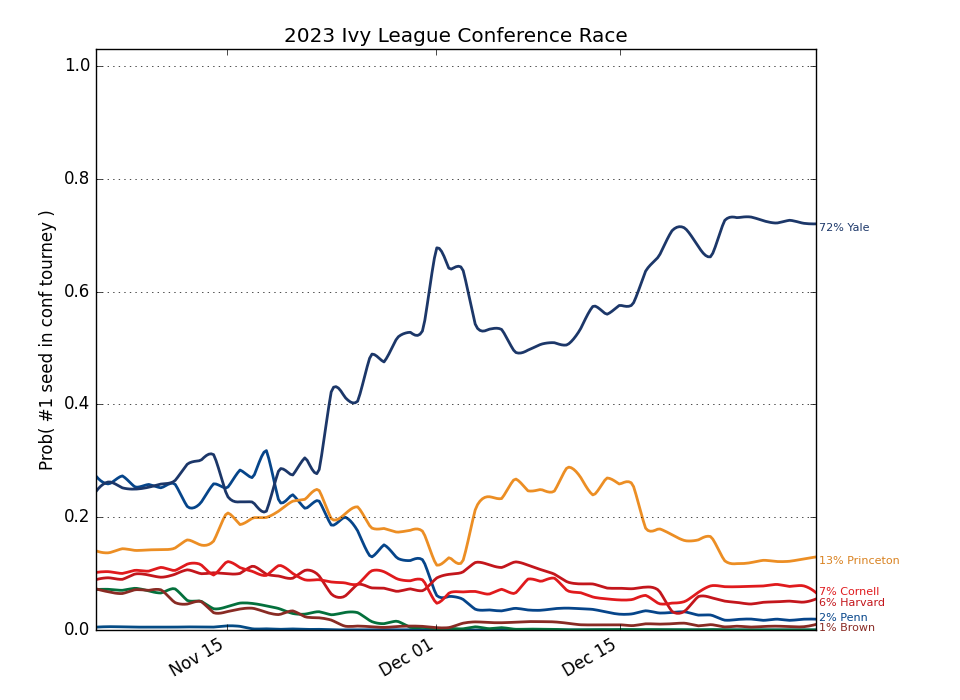 2023 Ivy League Conference Race
Prob( #1 seed in conf tourney )
1.0
0.8
0.6
0.4
0.2
0.0
Nov 15
Dec 01
Dec 15
72% Yale
13% Princeton
7% Cornell
6% Harvard
2% Penn
1% Brown